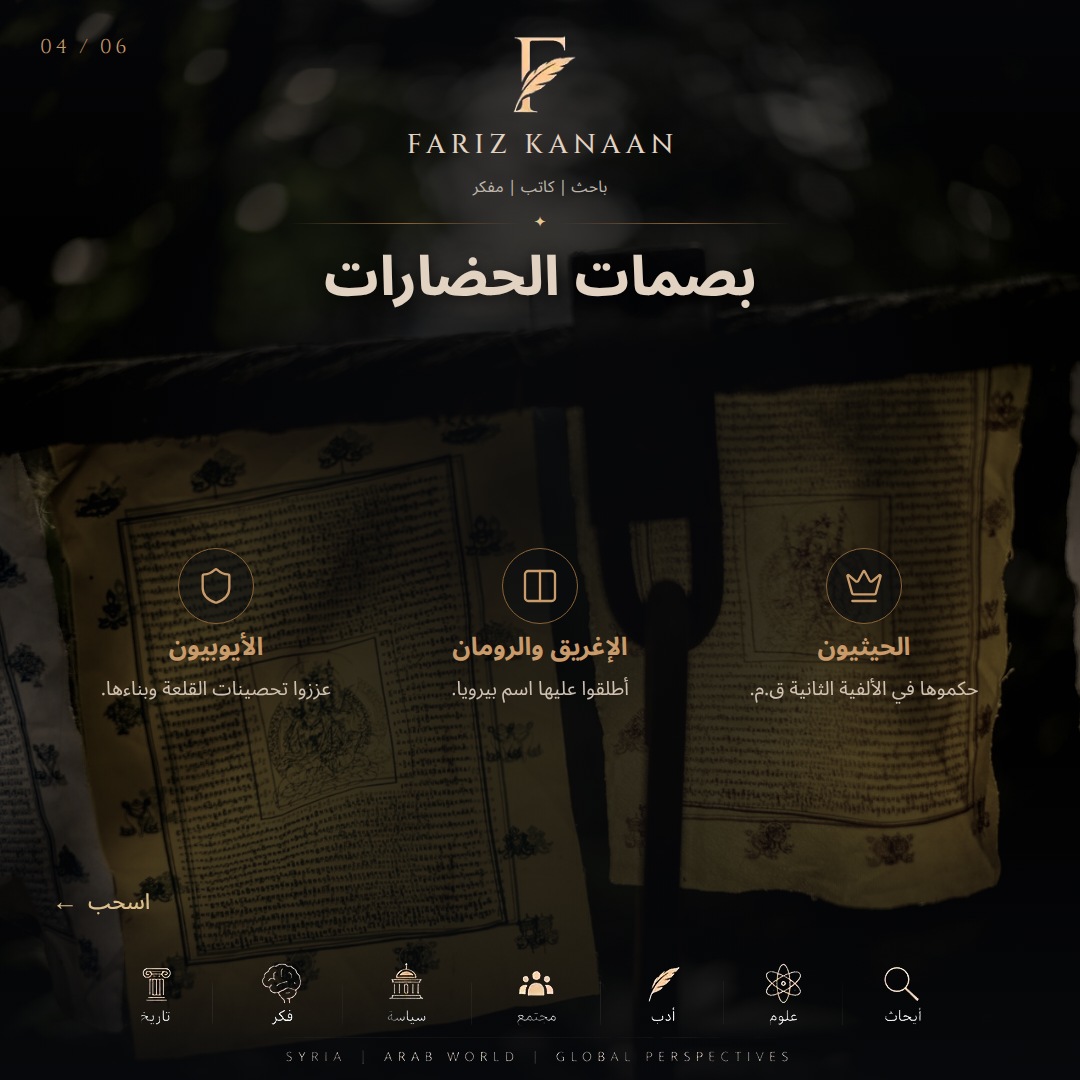 04 / 06
F
FARIZ KANAAN
باحث | كاتب | مفكر
بصمات الحضارات
الحيثيون
حكموها في الألفية الثانية ق.م.
الإغريق والرومان
أطلقوا عليها اسم بيرويا.
الأيوبيون
عززوا تحصينات القلعة وبناءها.
اسحب ←
أبحاث
علوم
أدب
مجتمع
سياسة
فكر
تاريخ
SYRIA | ARAB WORLD | GLOBAL PERSPECTIVES